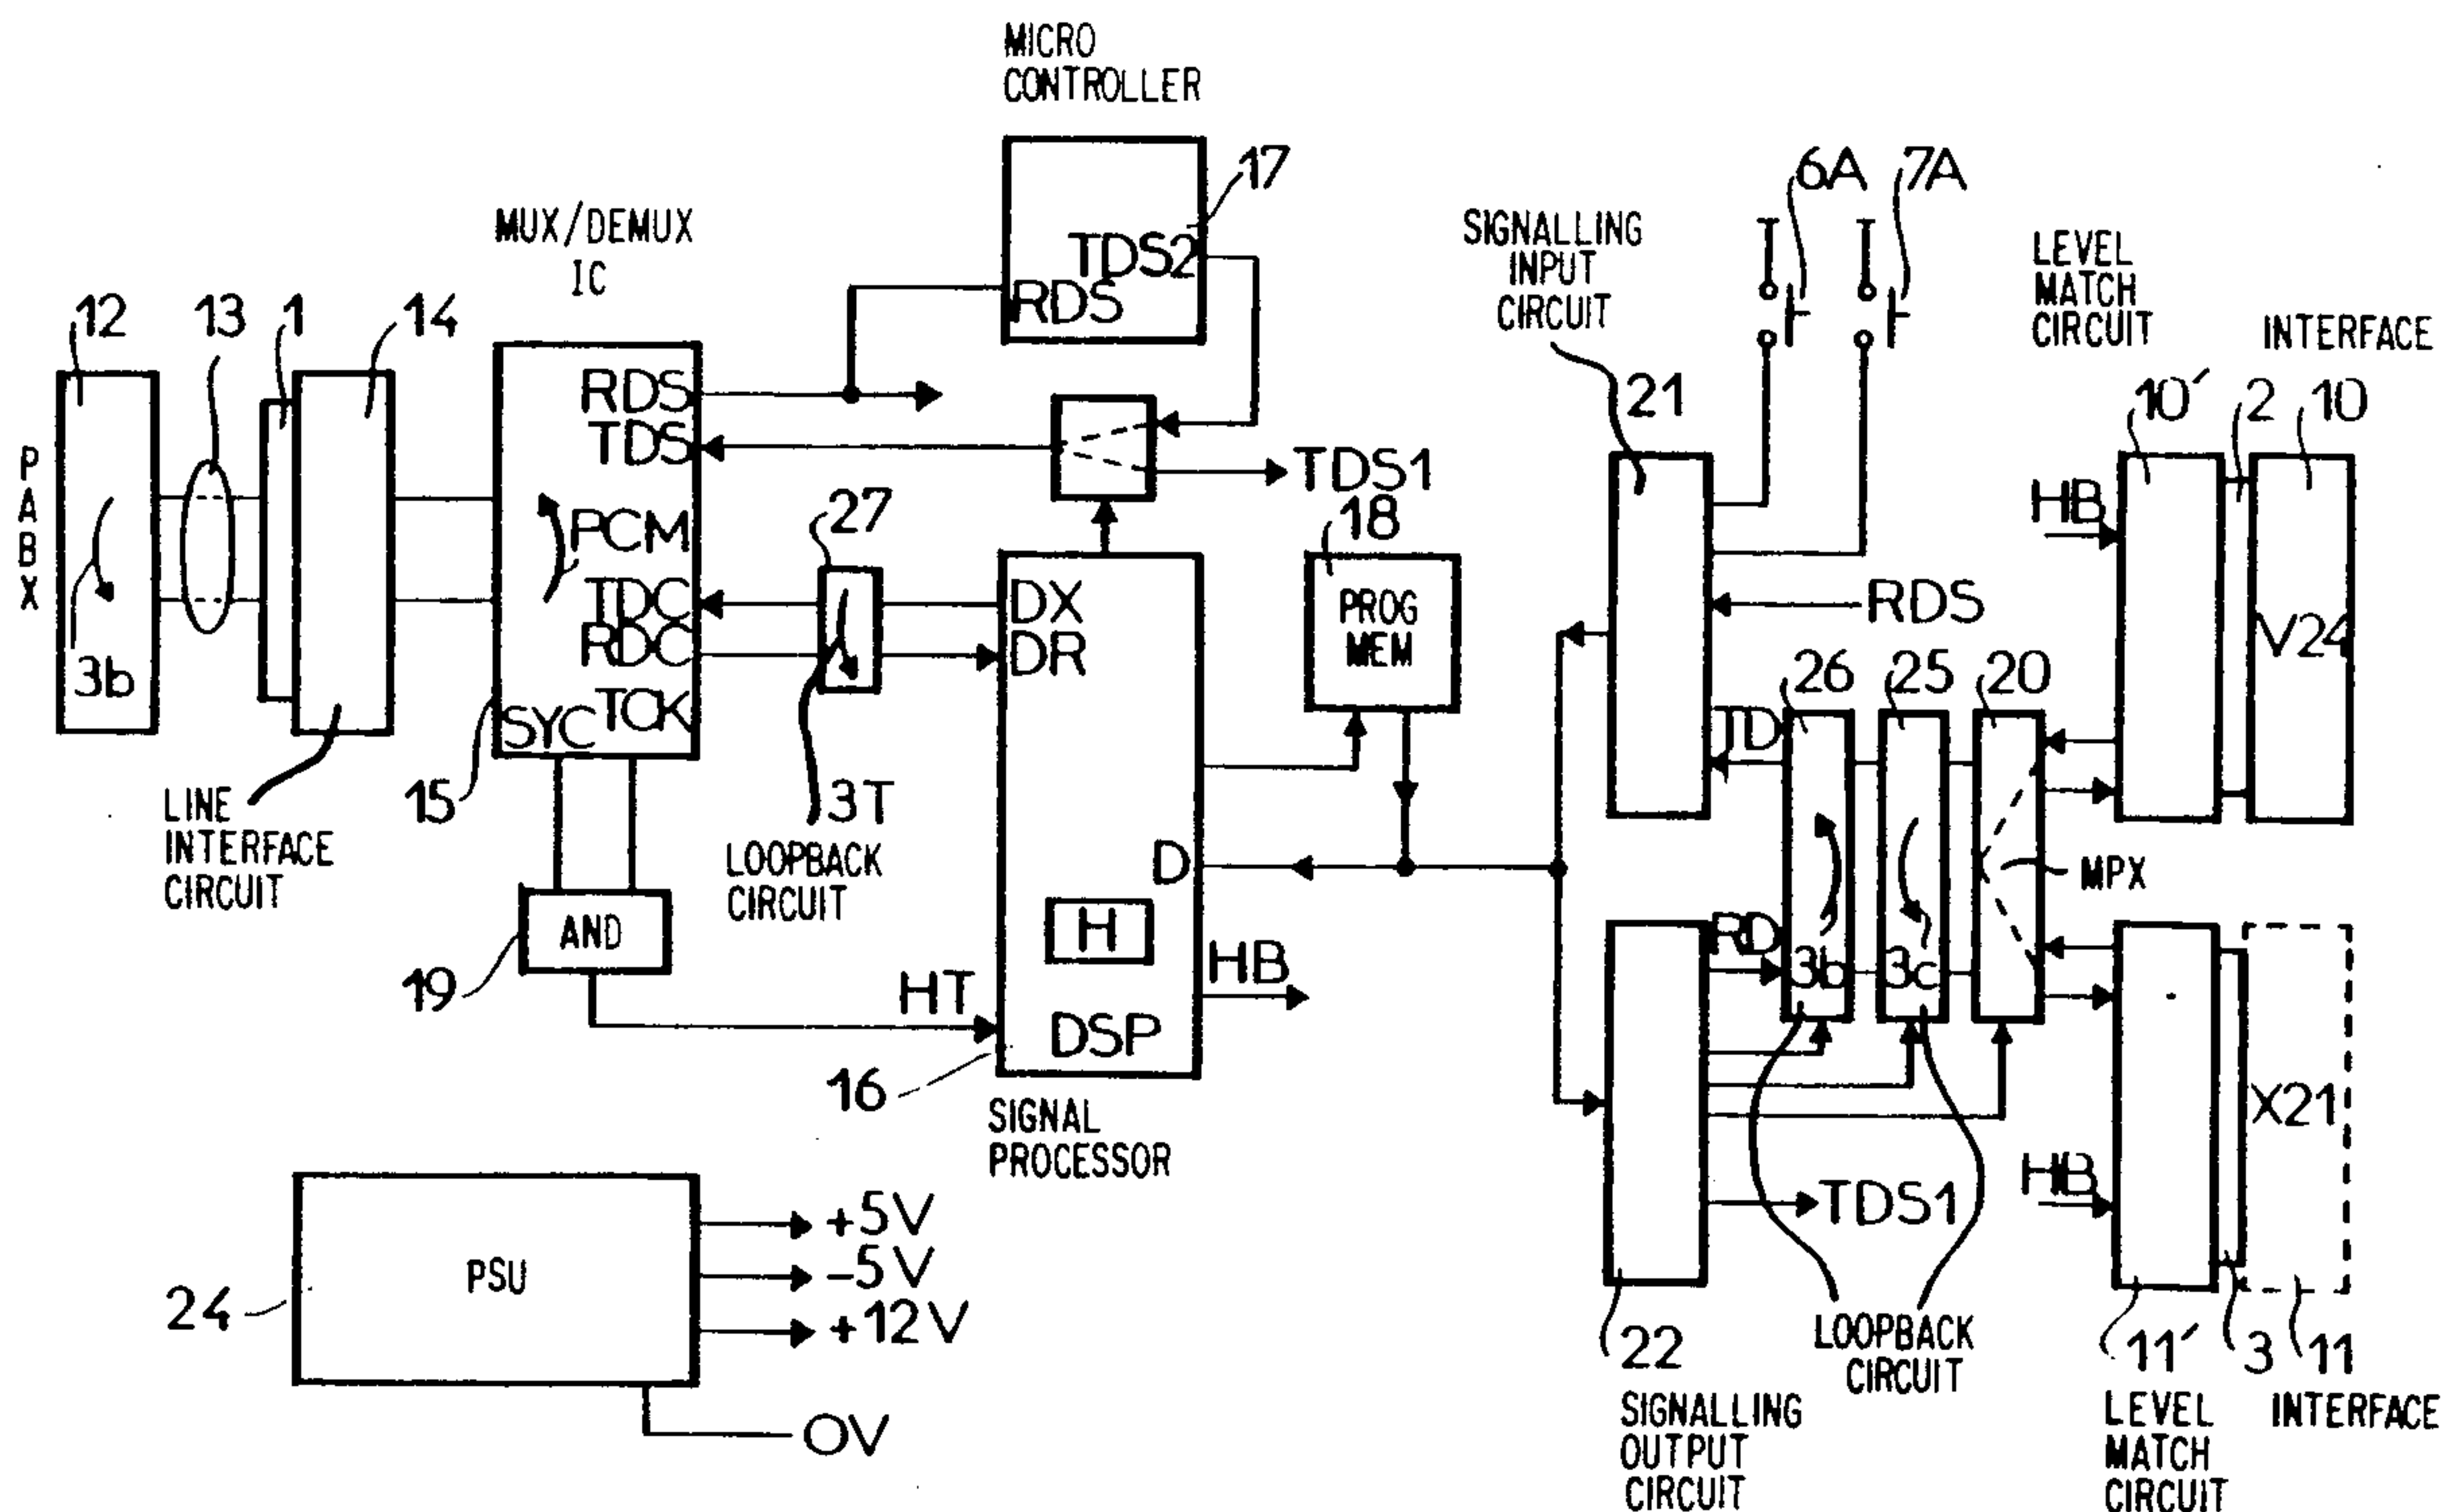 MICRO
CONTROLLER
17
TDS2
RDS
MUX/DEMUX
IC
12
13
1
14
P
A
B
X
3b
LINE
INTERFACE
CIRCUIT
RDS
TDS
PCM
TDC
RDC
TCK
SYC
15
AND
19
HT
27
3T
LOOPBACK
CIRCUIT
TDS1
DX
DR
D
H
HB
DSP
16
SIGNAL
PROCESSOR
18
PROG
MEM
SIGNALLING
INPUT
CIRCUIT
21
6A
7A
RDS
TD
RD
26
25
20
3b
3c
MPX
LEVEL
MATCH
CIRCUIT
INTERFACE
10′
2
10
HB
V24
X21
HB
TDS1
22
SIGNALLING
OUTPUT
CIRCUIT
LOOPBACK
CIRCUIT
11′
3
11
LEVEL
MATCH
CIRCUIT
INTERFACE
24
PSU
+5V
-5V
+12V
0V